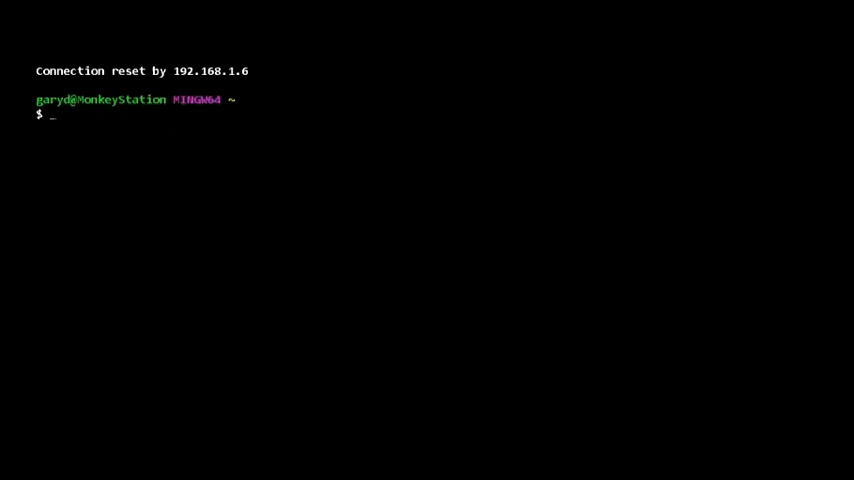 Connection reset by 192.168.1.6
garyd@MonkeyStation MINGW64 ~
$ _